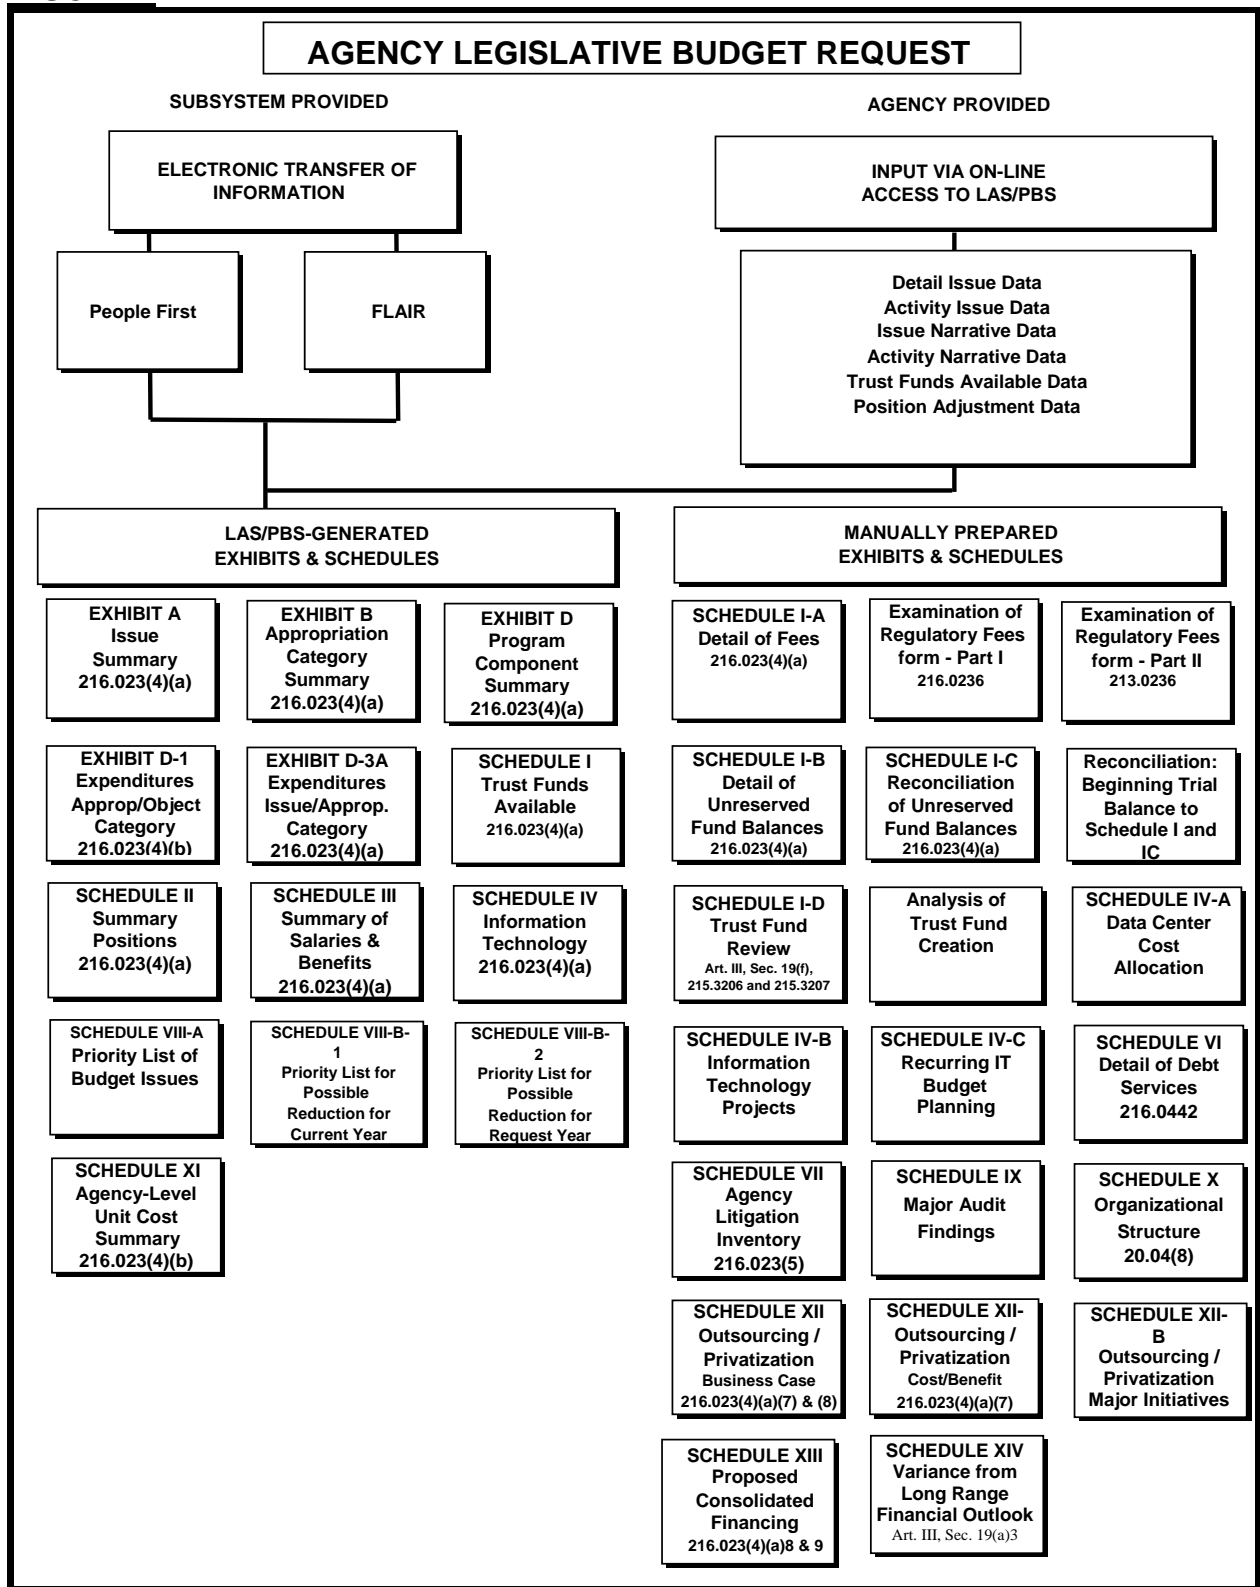 AGENCY LEGISLATIVE BUDGET REQUEST
SUBSYSTEM PROVIDED
AGENCY PROVIDED
ELECTRONIC TRANSFER OF
INFORMATION
INPUT VIA ON-LINE
ACCESS TO LAS/PBS
People First
FLAIR
Detail Issue Data
Activity Issue Data
Issue Narrative Data
Activity Narrative Data
Trust Funds Available Data
Position Adjustment Data
LAS/PBS-GENERATED
EXHIBITS & SCHEDULES
MANUALLY PREPARED
EXHIBITS & SCHEDULES
EXHIBIT A
Issue
Summary
216.023(4)(a)
EXHIBIT B
Appropriation
Category
Summary
216.023(4)(a)
EXHIBIT D
Program
Component
Summary
216.023(4)(a)
SCHEDULE I-A
Detail of Fees
216.023(4)(a)
Examination of
Regulatory Fees
form - Part I
216.0236
Examination of
Regulatory Fees
form - Part II
213.0236
EXHIBIT D-1
Expenditures
Approp/Object
Category
216.023(4)(b)
EXHIBIT D-3A
Expenditures
Issue/Approp.
Category
216.023(4)(a)
SCHEDULE I
Trust Funds
Available
216.023(4)(a)
SCHEDULE I-B
Detail of
Unreserved
Fund Balances
216.023(4)(a)
SCHEDULE I-C
Reconciliation
of Unreserved
Fund Balances
216.023(4)(a)
Reconciliation:
Beginning Trial
Balance to
Schedule I and
IC
SCHEDULE II
Summary
Positions
216.023(4)(a)
SCHEDULE III
Summary of
Salaries &
Benefits
216.023(4)(a)
SCHEDULE IV
Information
Technology
216.023(4)(a)
SCHEDULE I-D
Trust Fund
Review
Art. III, Sec. 19(f),
215.3206 and 215.3207
Analysis of
Trust Fund
Creation
SCHEDULE IV-A
Data Center
Cost
Allocation
SCHEDULE VIII-A
Priority List of
Budget Issues
SCHEDULE VIII-B-
1
Priority List for
Possible
Reduction for
Current Year
SCHEDULE VIII-B-
2
Priority List for
Possible
Reduction for
Request Year
SCHEDULE IV-B
Information
Technology
Projects
SCHEDULE IV-C
Recurring IT
Budget
Planning
SCHEDULE VI
Detail of Debt
Services
216.0442
SCHEDULE XI
Agency-Level
Unit Cost
Summary
216.023(4)(b)
SCHEDULE VII
Agency
Litigation
Inventory
216.023(5)
SCHEDULE IX
Major Audit
Findings
SCHEDULE X
Organizational
Structure
20.04(8)
SCHEDULE XII
Outsourcing /
Privatization
Business Case
216.023(4)(a)(7) & (8)
SCHEDULE XII-
Outsourcing /
Privatization
Cost/Benefit
216.023(4)(a)(7)
SCHEDULE XII-
B
Outsourcing /
Privatization
Major Initiatives
SCHEDULE XIII
Proposed
Consolidated
Financing
216.023(4)(a)8 & 9
SCHEDULE XIV
Variance from
Long Range
Financial Outlook
Art. III, Sec. 19(a)3